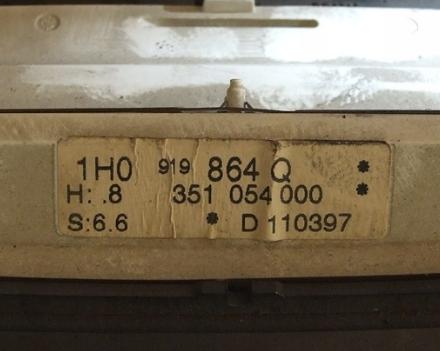 1H0 919 864 Q *
H: .8 351 054 000 *
S:6.6 * D 110397